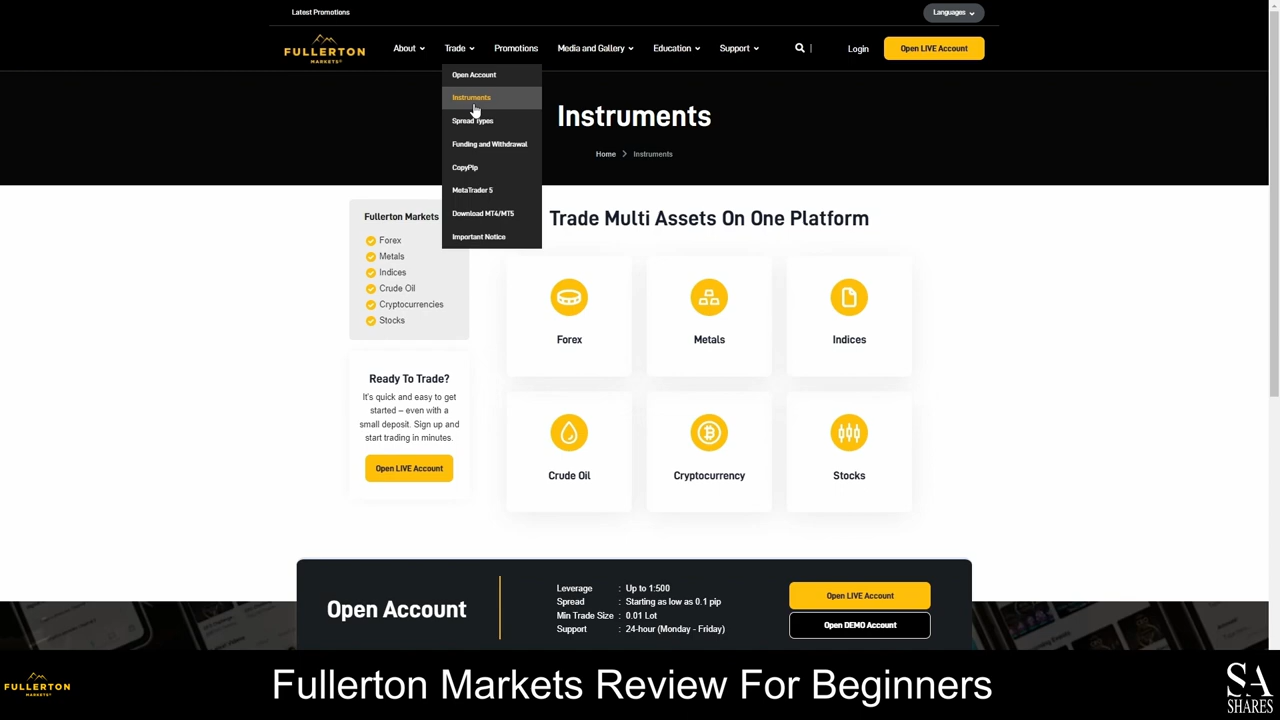 Latest Promotions
Languages
FULLERTON
MARKETS
About
Trade
Promotions
Media and Gallery
Education
Support
Login
Open LIVE Account
Open Account
Instruments
Spread Types
Funding and Withdrawal
CopyPip
MetaTrader 5
Download MT4/MT5
Important Notice
Instruments
Home > Instruments
Fullerton Markets
Forex
Metals
Indices
Crude Oil
Cryptocurrencies
Stocks
Ready To Trade?
It's quick and easy to get
started – even with a
small deposit. Sign up and
start trading in minutes.
Open LIVE Account
Trade Multi Assets On One Platform
Forex
Metals
Indices
Crude Oil
Cryptocurrency
Stocks
Open Account
Leverage : Up to 1:500
Spread : Starting as low as 0.1 pip
Min Trade Size : 0.01 Lot
Support : 24-hour (Monday - Friday)
Open LIVE Account
Open DEMO Account
FULLERTON
MARKETS
Fullerton Markets Review For Beginners
SA
SHARES